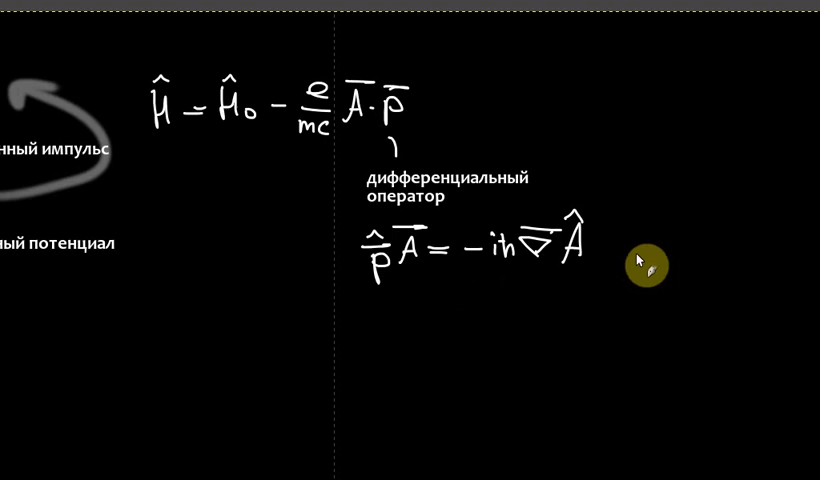 Ĥ = Ĥ₀ - e/mc A̅ · p̅
нный импульс
дифференциальный
оператор
ный потенциал
p̂ A⃗ = - iħ ∇̅ Â